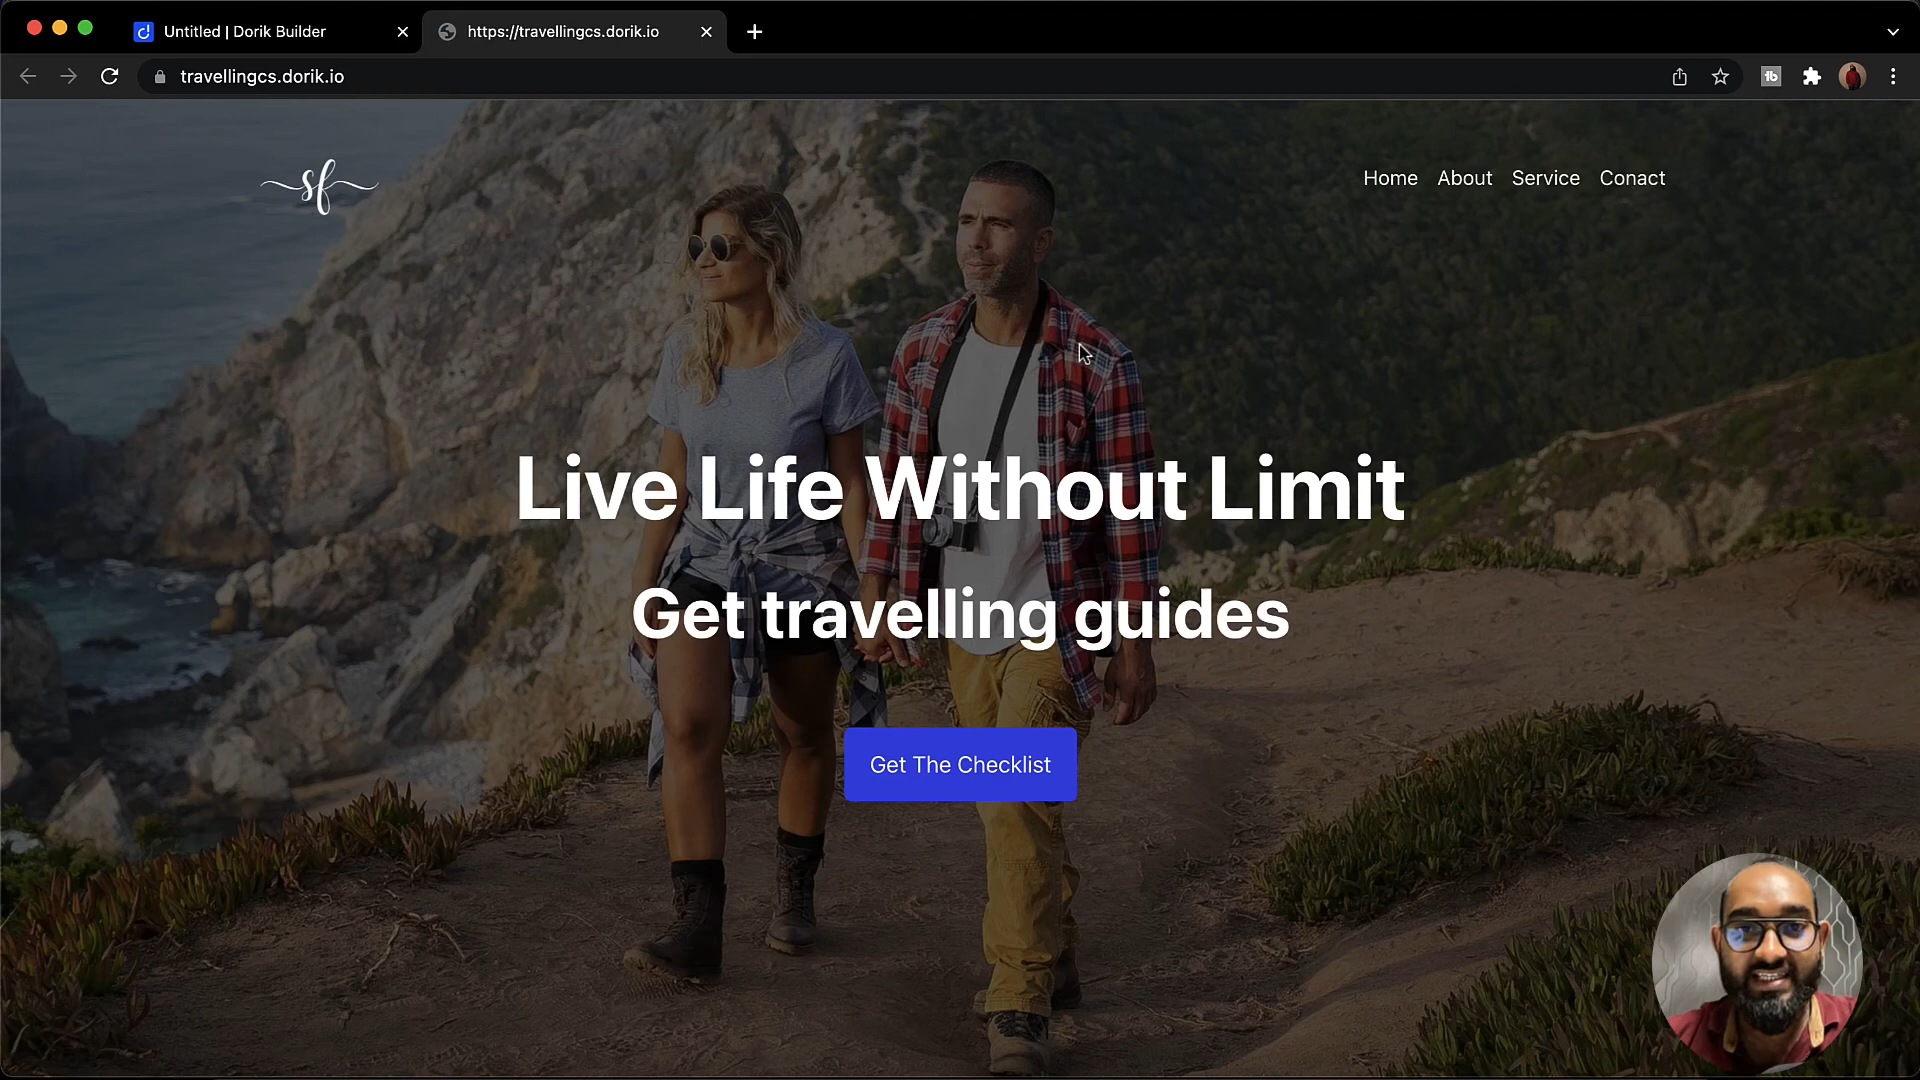 Untitled | Dorik Builder
https://travellingcs.dorik.io
travellingcs.dorik.io
tb
sf
Home About Service Conact
Live Life Without Limit
Get travelling guides
Get The Checklist